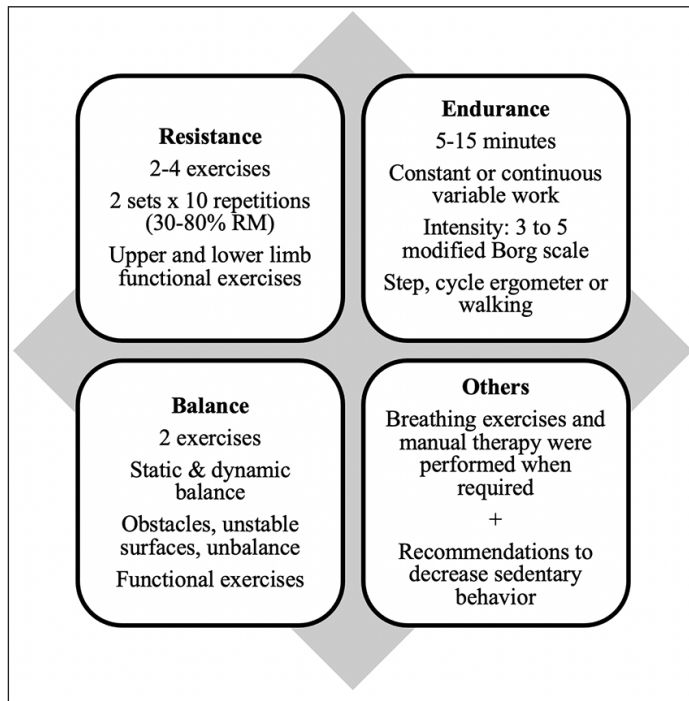 Resistance
2-4 exercises
2 sets x 10 repetitions
(30-80% RM)
Upper and lower limb
functional exercises
Endurance
5-15 minutes
Constant or continuous
variable work
Intensity: 3 to 5
modified Borg scale
Step, cycle ergometer or
walking
Balance
2 exercises
Static & dynamic
balance
Obstacles, unstable
surfaces, unbalance
Functional exercises
Others
Breathing exercises and
manual therapy were
performed when
required
+
Recommendations to
decrease sedentary
behavior